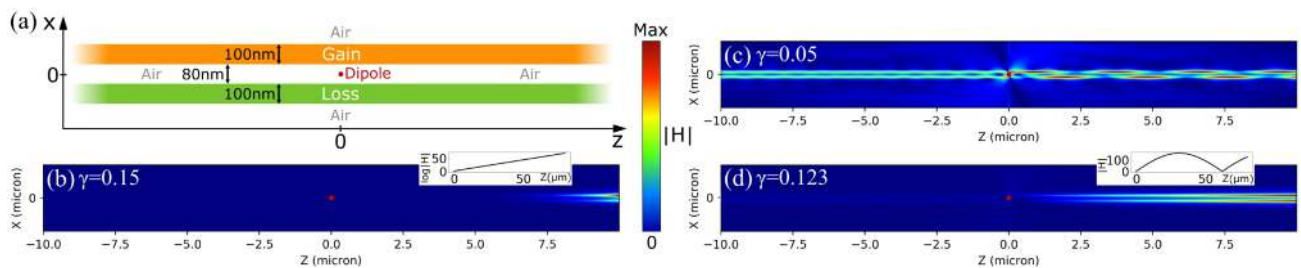 (a)
X
0
Air
100nm
Gain
Air
80nm
Dipole
Air
100nm
Loss
Air
0
Z
Max
|H|
0
(b) γ=0.15
log|H|
50
0
0
50
Z(μm)
X (micron)
0
−10.0 −7.5 −5.0 −2.5 0.0 2.5 5.0 7.5
Z (micron)
(c) γ=0.05
X (micron)
0
−10.0 −7.5 −5.0 −2.5 0.0 2.5 5.0 7.5
Z (micron)
(d) γ=0.123
|H|
100
0
0
50
Z(μm)
X (micron)
0
−10.0 −7.5 −5.0 −2.5 0.0 2.5 5.0 7.5
Z (micron)